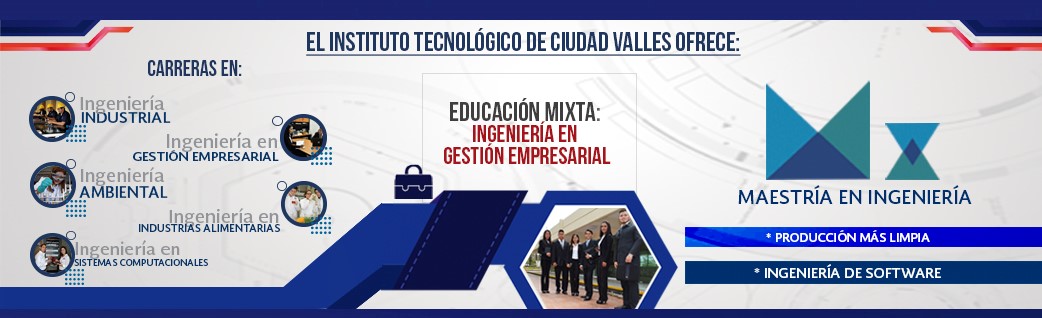 EL INSTITUTO TECNOLÓGICO DE CIUDAD VALLES OFRECE:
CARRERAS EN:
Ingeniería
INDUSTRIAL
Ingeniería en
GESTIÓN EMPRESARIAL
Ingeniería
AMBIENTAL
Ingeniería en
INDUSTRIAS ALIMENTARIAS
Ingeniería en
SISTEMAS COMPUTACIONALES
EDUCACIÓN MIXTA:
INGENIERÍA EN
GESTIÓN EMPRESARIAL
MAESTRÍA EN INGENIERÍA
* PRODUCCIÓN MÁS LIMPIA
* INGENIERÍA DE SOFTWARE